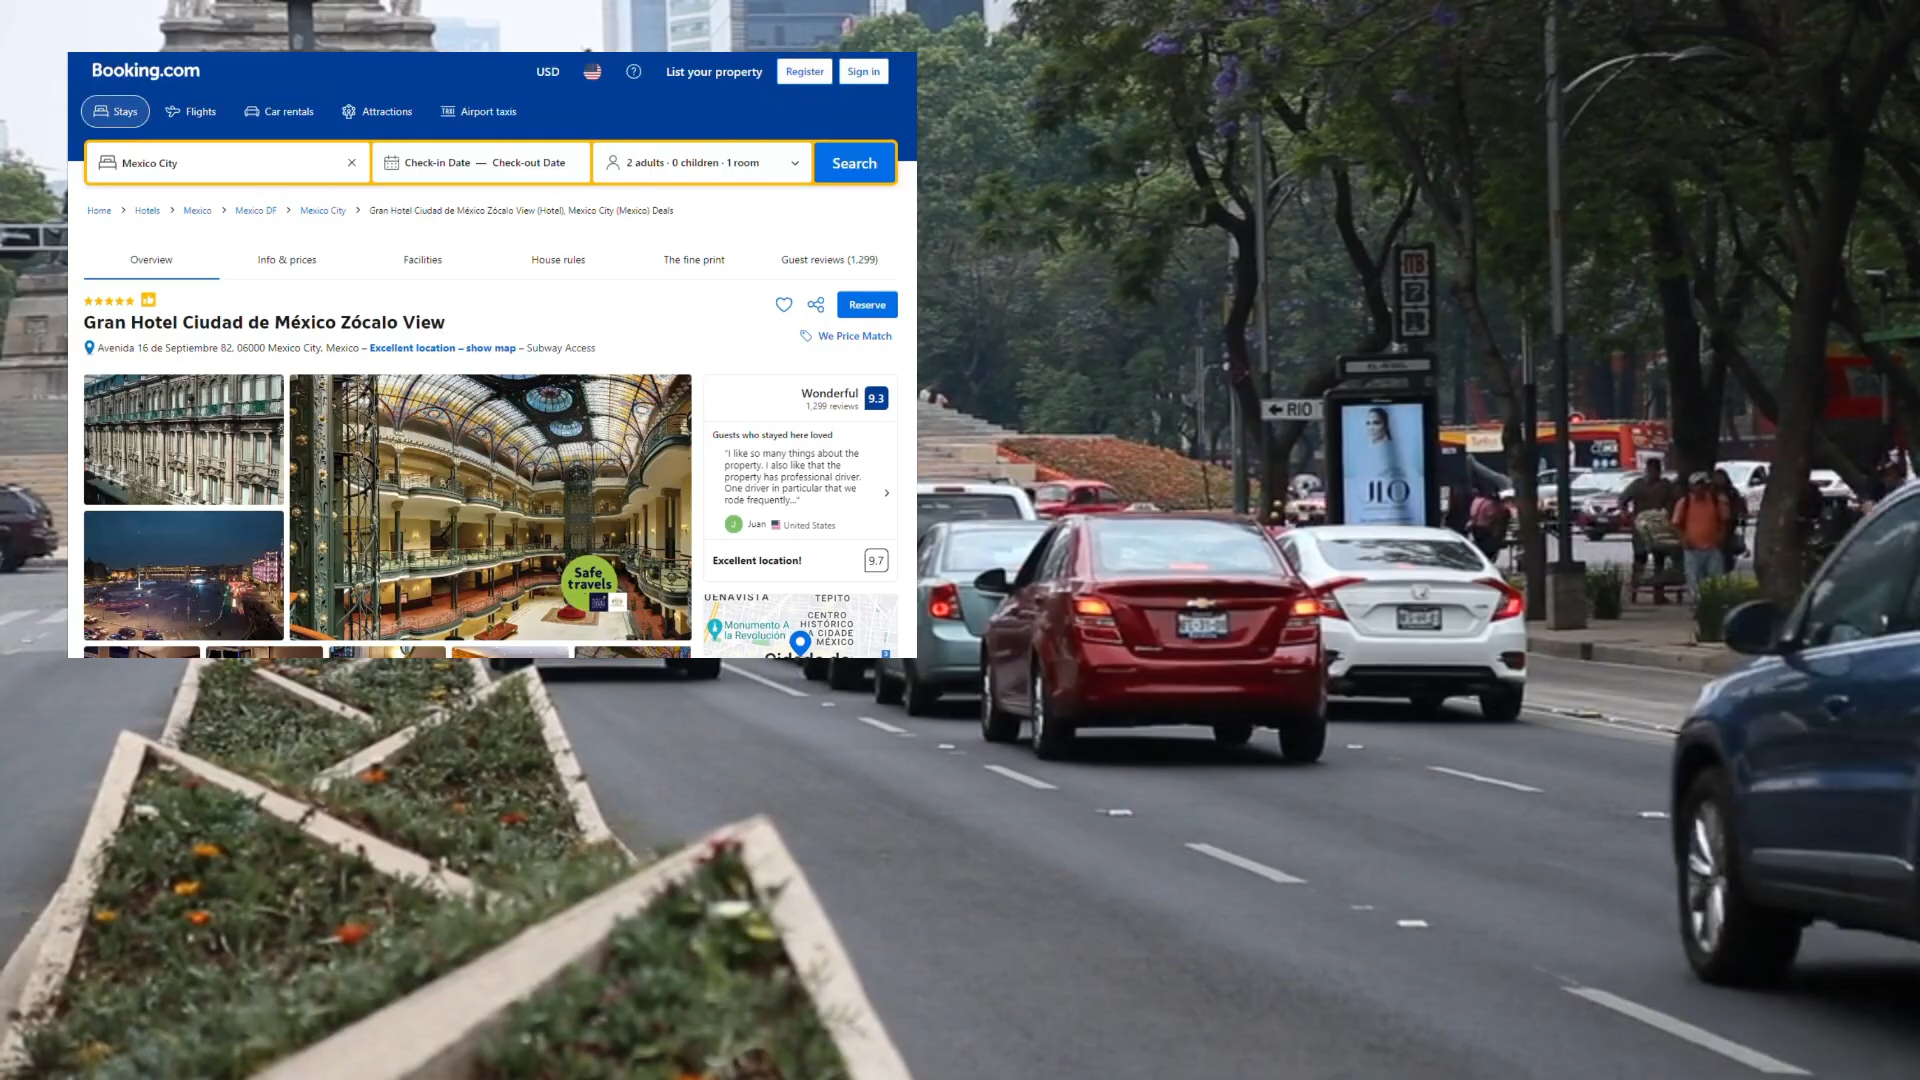 Booking.com
USD
List your property
Register
Sign in
Stays
Flights
Car rentals
Attractions
TAXI
Airport taxis
Mexico City
Check-in Date — Check-out Date
2 adults · 0 children · 1 room
Search
Home > Hotels > Mexico > Mexico DF > Mexico City > Gran Hotel Ciudad de México Zócalo View (Hotel), Mexico City (Mexico) Deals
Overview
Info & prices
Facilities
House rules
The fine print
Guest reviews (1,299)
Reserve
Gran Hotel Ciudad de México Zócalo View
We Price Match
Avenida 16 de Septiembre 82, 06000 Mexico City, Mexico – Excellent location – show map – Subway Access
Safe
travels
Wonderful
1,299 reviews
9.3
Guests who stayed here loved
"I like so many things about the
property. I also like that the
property has professional driver.
One driver in particular that we
rode frequently..."
J
Juan
United States
Excellent location!
9.7
TEPITO
CENTRO
HISTÓRICO
Monumento A
la Revolución
MÉXICO
RIO
JLO